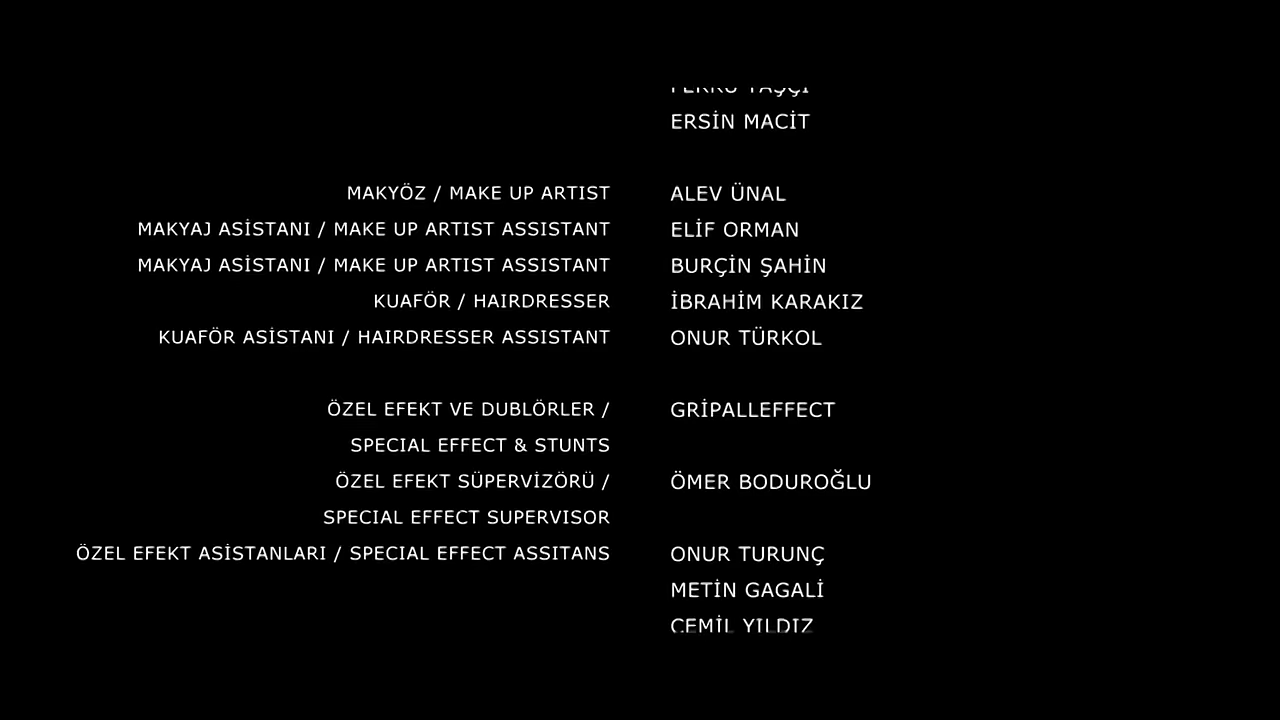 ERSİN MACİT
MAKYÖZ / MAKE UP ARTIST ALEV ÜNAL
MAKYAJ ASİSTANI / MAKE UP ARTIST ASSISTANT ELİF ORMAN
MAKYAJ ASİSTANI / MAKE UP ARTIST ASSISTANT BURÇİN ŞAHİN
KUAFÖR / HAIRDRESSER İBRAHİM KARAKIZ
KUAFÖR ASİSTANI / HAIRDRESSER ASSISTANT ONUR TÜRKOL
ÖZEL EFEKT VE DUBLÖRLER / GRİPALLEFFECT
SPECIAL EFFECT & STUNTS
ÖZEL EFEKT SÜPERVİZÖRÜ / ÖMER BODUROĞLU
SPECIAL EFFECT SUPERVISOR
ÖZEL EFEKT ASİSTANLARI / SPECIAL EFFECT ASSITANS ONUR TURUNÇ
METİN GAGALİ
CEMİL YILDIZ